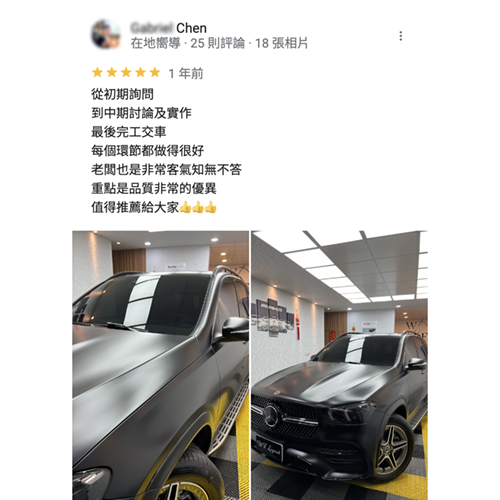 Chen
在地嚮導·25 則評論·18 張相片
1 年前
從初期詢問
到中期討論及實作
最後完工交車
每個環節都做得很好
老闆也是非常客氣知無不答
重點是品質非常的優異
值得推薦給大家👍👍👍